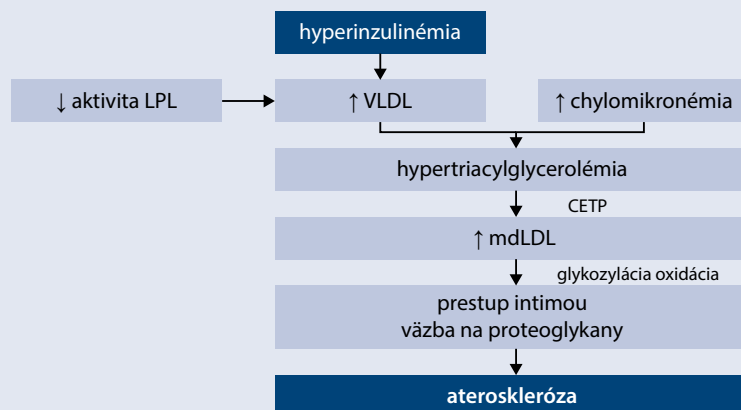 hyperinzulinémia
↓ aktivita LPL
↑ VLDL
↑ chylomikronémia
hypertriacylglycerolémia
CETP
↑ mdLDL
glykozylácia oxidácia
prestup intimou
väzba na proteoglykany
ateroskleróza